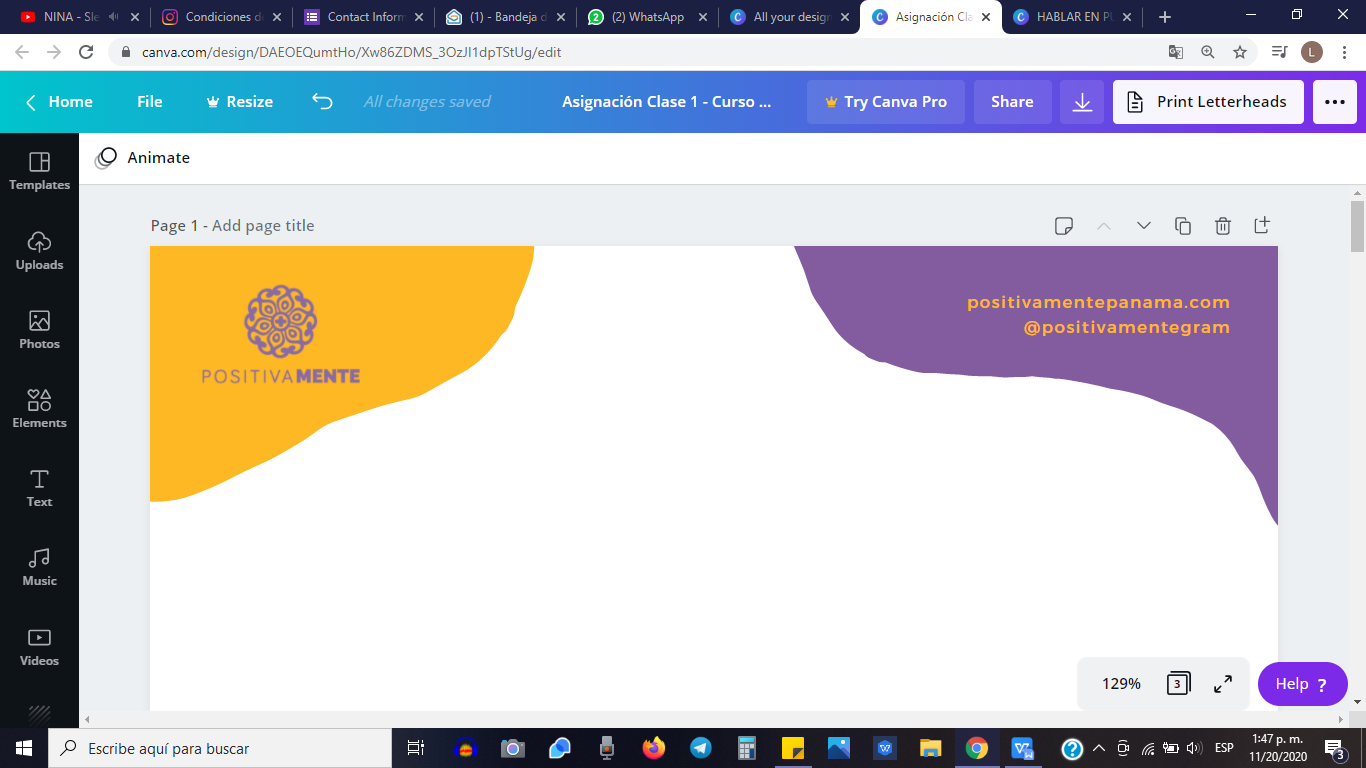 NINA - Sle
Condiciones d
Contact Inform
(1) - Bandeja d
(2) WhatsApp
All your design
Asignación Cla
HABLAR EN PU
canva.com/design/DAEOEQumtHo/Xw86ZDMS_3OzJI1dpTStUg/edit
L
Home
File
Resize
All changes saved
Asignación Clase 1 - Curso ...
Try Canva Pro
Share
Print Letterheads
Templates
Uploads
Photos
Elements
Text
Music
Videos
Animate
Page 1 - Add page title
POSITIVAMENTE
positivamentepanama.com
@positivamentegram
129%
3
Help ?
Escribe aquí para buscar
ESP
1:47 p. m.
11/20/2020
3